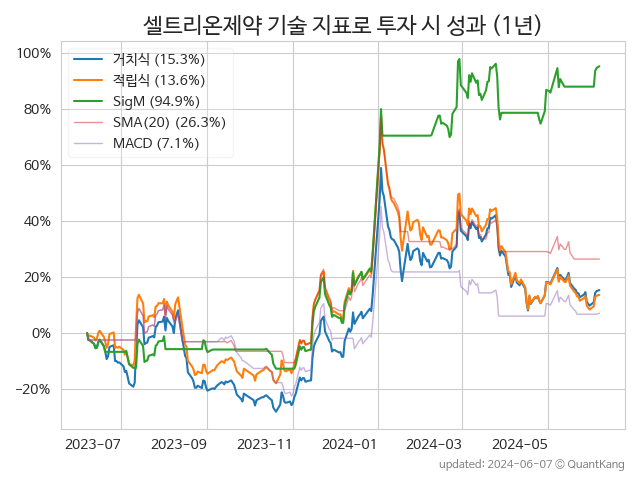 셀트리온제약 기술 지표로 투자 시 성과 (1년)
거치식 (15.3%)
적립식 (13.6%)
SigM (94.9%)
SMA(20) (26.3%)
MACD (7.1%)
100%
80%
60%
40%
20%
0%
−20%
2023-07
2023-09
2023-11
2024-01
2024-03
2024-05
updated: 2024-06-07 ⓒ QuantKang